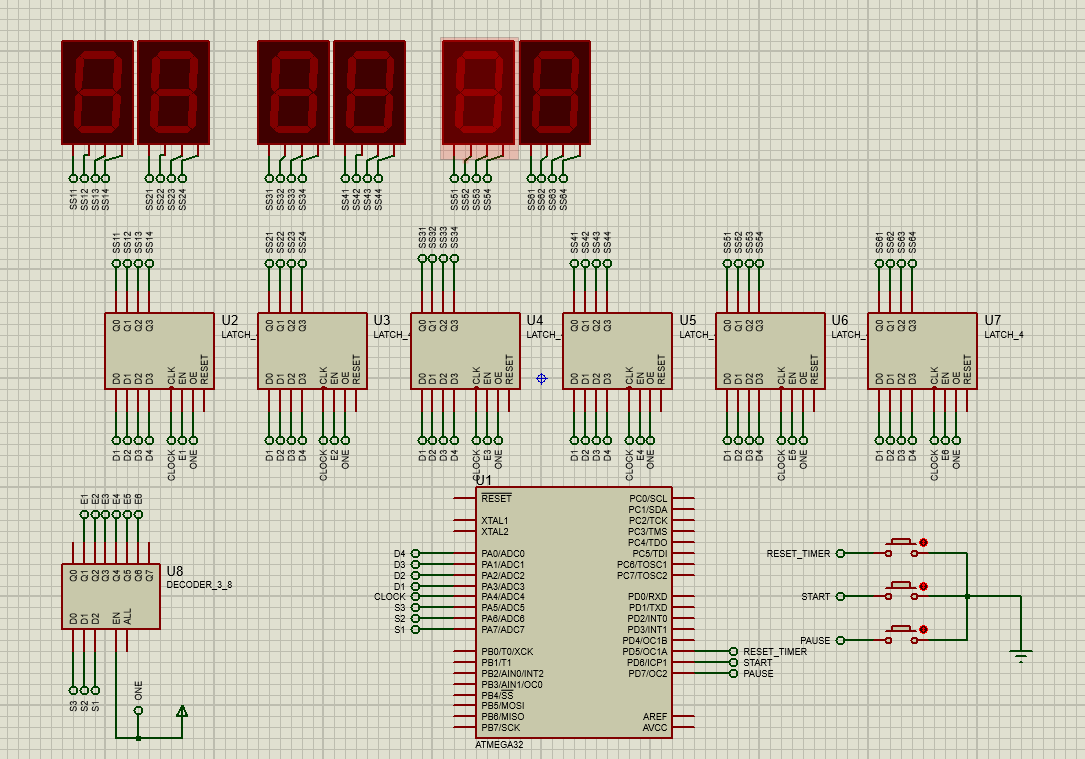 SS11 SS12 SS13 SS14 SS21 SS22 SS23 SS24 SS31 SS32 SS33 SS34 SS41 SS42 SS43 SS44 SS51 SS52 SS53 SS54 SS61 SS62 SS63 SS64
SS11 SS12 SS13 SS14 SS21 SS22 SS23 SS24 SS31 SS32 SS33 SS34 SS41 SS42 SS43 SS44 SS51 SS52 SS53 SS54 SS61 SS62 SS63 SS64
Q0 Q1 Q2 Q3 U2 Q0 Q1 Q2 Q3 U3 Q0 Q1 Q2 Q3 U4 Q0 Q1 Q2 Q3 U5 Q0 Q1 Q2 Q3 U6 Q0 Q1 Q2 Q3 U7
LATCH_ LATCH_4 LATCH_ LATCH_ LATCH_ LATCH_4
D0 D1 D2 D3 CLK EN OE RESET D0 D1 D2 D3 CLK EN OE RESET D0 D1 D2 D3 CLK EN OE RESET D0 D1 D2 D3 CLK EN OE RESET D0 D1 D2 D3 CLK EN OE RESET D0 D1 D2 D3 CLK EN OE RESET
D1 D2 D3 D4 CLOCK E1 ONE D1 D2 D3 D4 CLOCK E2 ONE D1 D2 D3 D4 CLOCK E3 ONE D1 D2 D3 D4 CLOCK E4 ONE D1 D2 D3 D4 CLOCK E5 ONE D1 D2 D3 D4 CLOCK E6 ONE
E1 E2 E3 E4 E5 E6
Q0 Q1 Q2 Q3 Q4 Q5 Q6 Q7 U8
DECODER_3_8
D0 D1 D2 EN ALL
S3 S2 S1 ONE
U1
RESET PC0/SCL
PC1/SDA
XTAL1 PC2/TCK
XTAL2 PC3/TMS
PC4/TDO
D4 PA0/ADC0 PC5/TDI
D3 PA1/ADC1 PC6/TOSC1
D2 PA2/ADC2 PC7/TOSC2
D1 PA3/ADC3
CLOCK PA4/ADC4 PD0/RXD
S3 PA5/ADC5 PD1/TXD
S2 PA6/ADC6 PD2/INT0
S1 PA7/ADC7 PD3/INT1
PD4/OC1B
PB0/T0/XCK PD5/OC1A RESET_TIMER
PB1/T1 PD6/ICP1 START
PB2/AIN0/INT2 PD7/OC2 PAUSE
PB3/AIN1/OC0
PB4/SS
PB5/MOSI
PB6/MISO AREF
PB7/SCK AVCC
ATMEGA32
RESET_TIMER
START
PAUSE